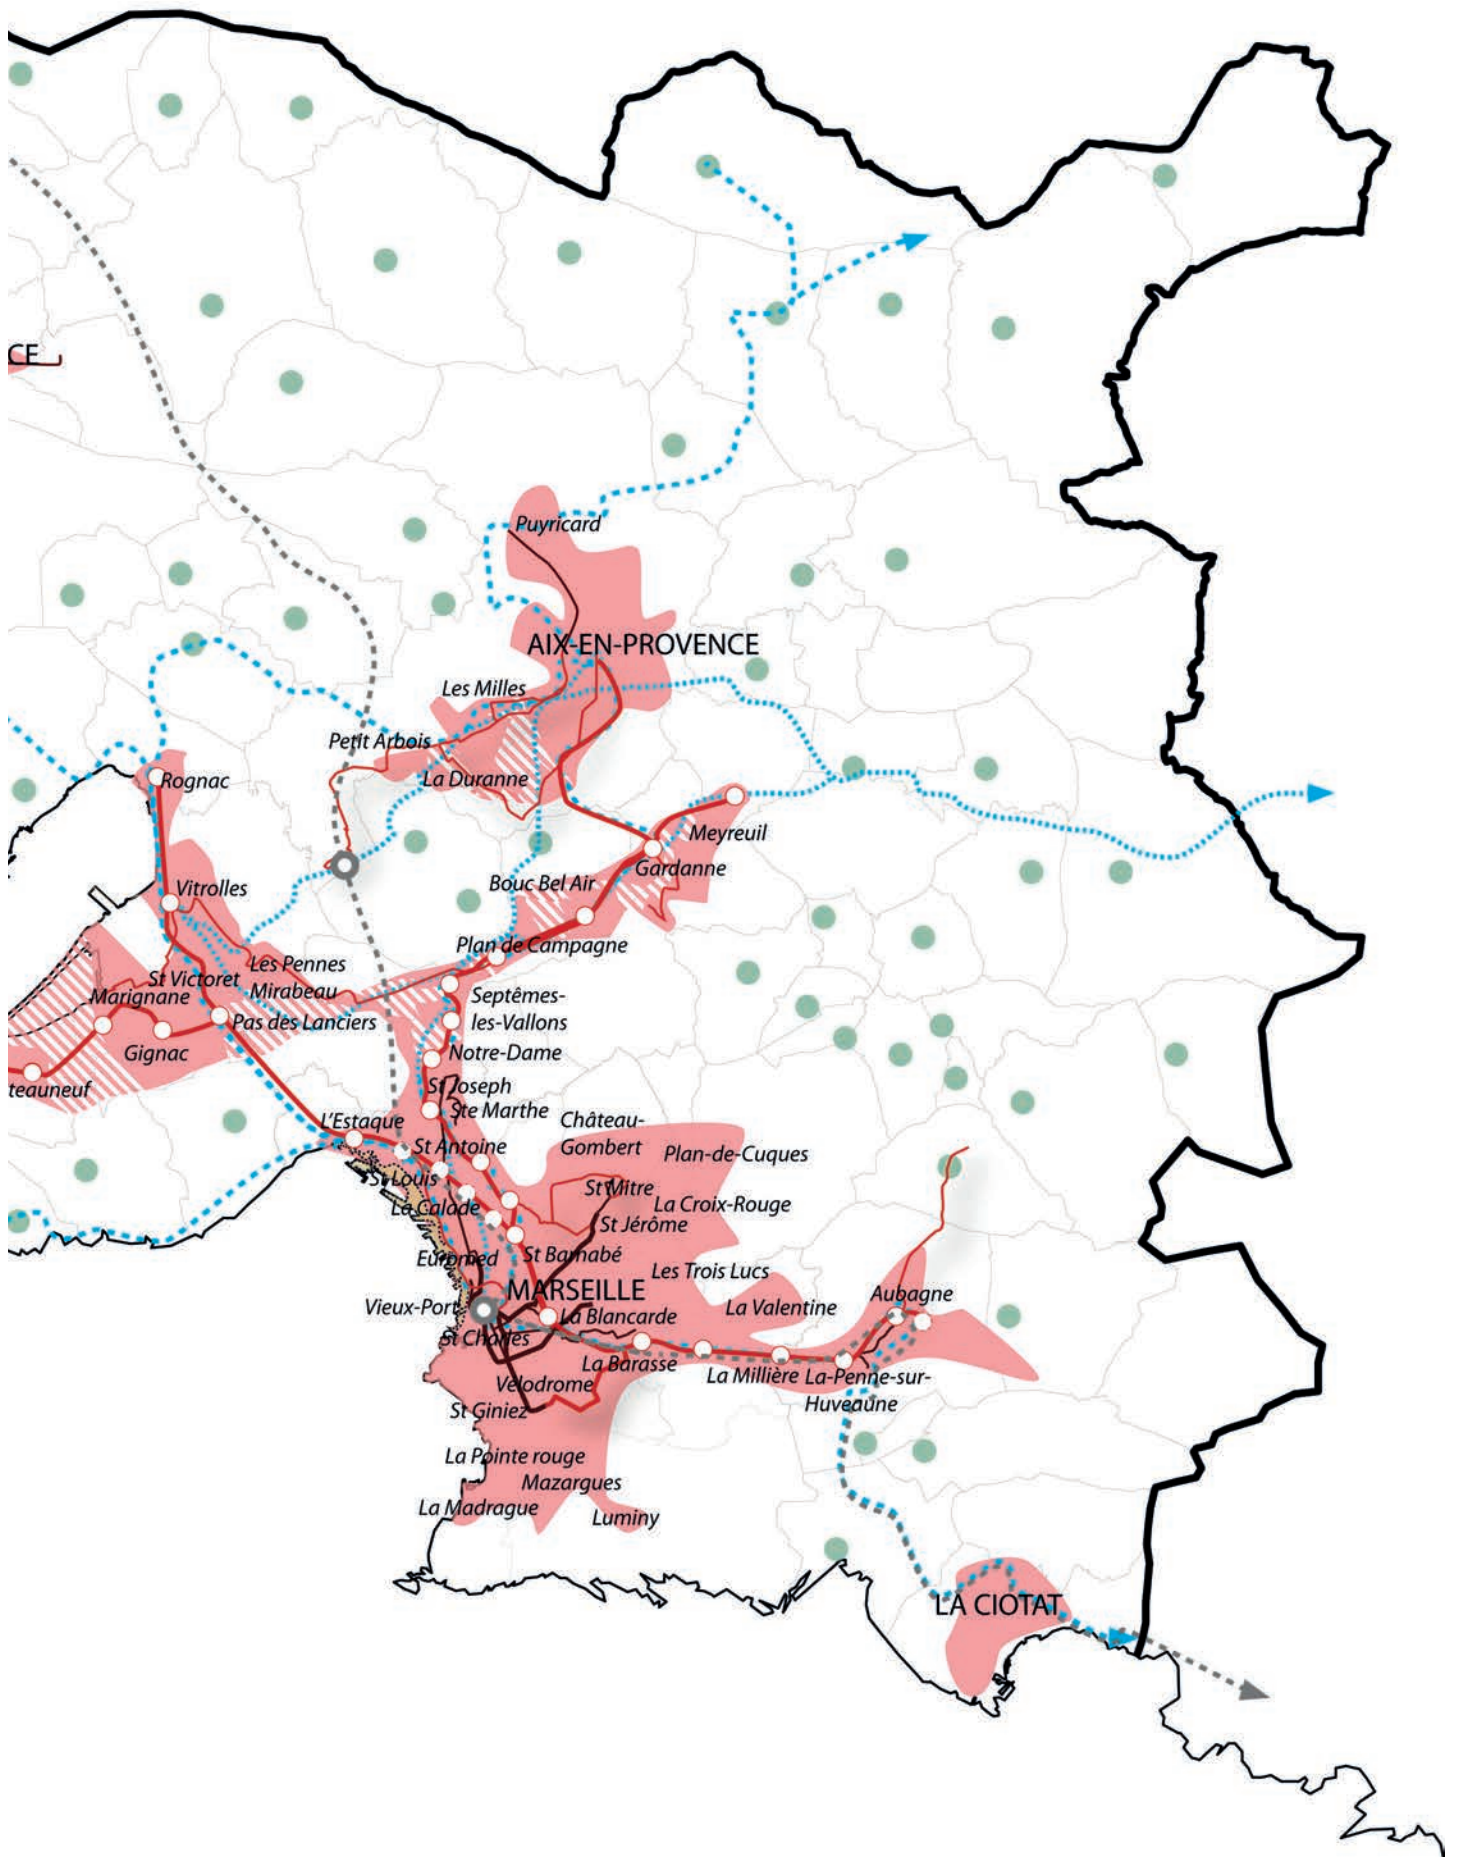 CE
Puyricard
AIX-EN-PROVENCE
Les Milles
Petit Arbois
La Duranne
Rognac
Meyreuil
Gardanne
Bouc Bel Air
Vitrolles
Plan de Campagne
Les Pennes
Mirabeau
St Victoret
Marignane
Septêmes-
les-Vallons
Pas des Lanciers
Gignac
Notre-Dame
teauneuf
St Joseph
Ste Marthe
L'Estaque
Château-
Gombert
St Antoine
Plan-de-Cuques
St Louis
St Mitre
La Croix-Rouge
La Calade
St Jérôme
Euromed
St Barnabé
Les Trois Lucs
MARSEILLE
Vieux-Port
La Valentine
Aubagne
La Blancarde
St Charles
La Barasse
La Millière
La-Penne-sur-
Huveaune
Vélodrome
St Giniez
La Pointe rouge
Mazargues
La Madrague
Luminy
LA CIOTAT